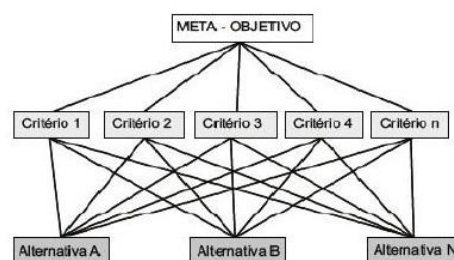 META. - OBJETIVO
Critério 1 Critério 2 Critério 3 Critério 4 Critério n
Alternativa A. Alternativa B Alternativa N